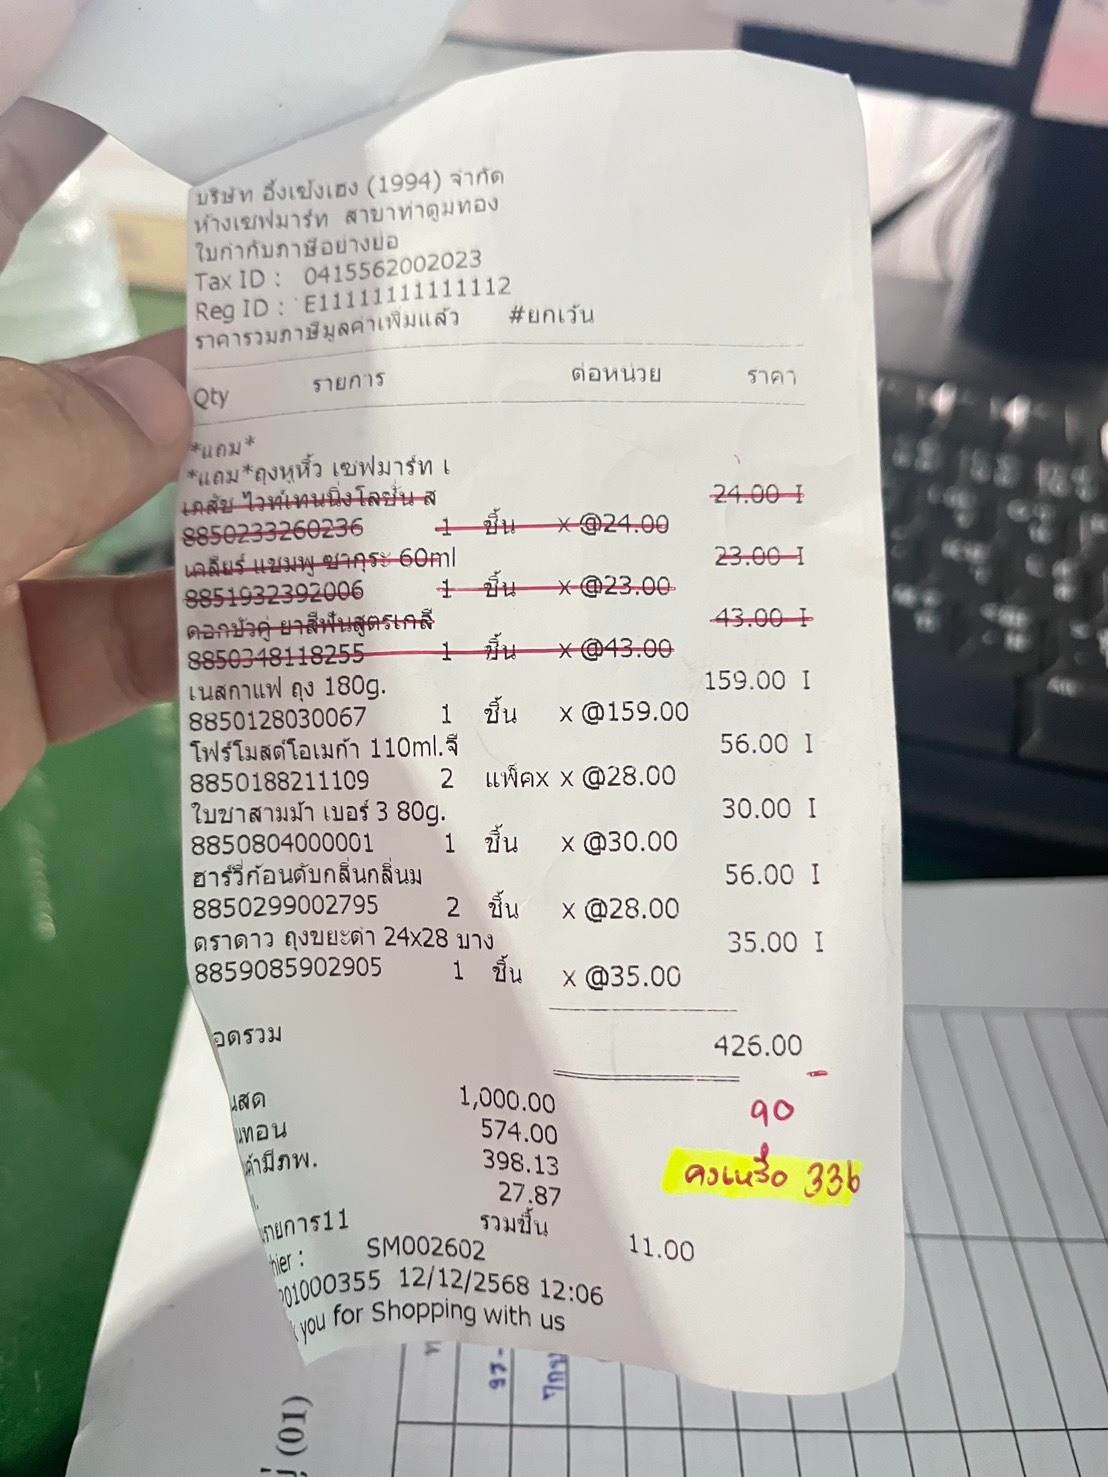 บริษัท อึ้งเข่งเฮง (1994) จำกัด
ห้างเซฟมาร์ท สาขาท่าตูมทอง
ใบกำกับภาษีอย่างย่อ
Tax ID : 0415562002023
Reg ID : E11111111111112
ราคารวมภาษีมูลค่าเพิ่มแล้ว #ยกเว้น
Qty รายการ ต่อหน่วย ราคา
*แถม*
*แถม*ถุงหูหิ้ว เซฟมาร์ท เ
เภสัช ไวท์เทนนิ่งโลชั่น ส 24.00 I
8850233260236 1 ชิ้น x @24.00
เคลียร์ แชมพู ซากุระ 60ml 23.00 I
8851932392006 1 ชิ้น x @23.00
ดอกบัวคู่ ยาสีฟันสูตรเกลื 43.00 I
8850348118255 1 ชิ้น x @43.00
เนสกาแฟ ถุง 180g. 159.00 I
8850128030067 1 ชิ้น x @159.00
โฟร์โมสต์โอเมก้า 110ml.จื 56.00 I
8850188211109 2 แพ็คx x @28.00
ใบชาสามม้า เบอร์ 3 80g. 30.00 I
8850804000001 1 ชิ้น x @30.00
ฮาร์วี่ก้อนดับกลิ่นกลิ่นม 56.00 I
8850299002795 2 ชิ้น x @28.00
ตราดาว ถุงขยะดำ 24x28 บาง 35.00 I
8859085902905 1 ชิ้น x @35.00
อดรวม 426.00
นสด 1,000.00
นทอน 574.00
90
ค้ามีภพ. 398.13
คงเหลือ 336
27.87
รายการ11 รวมชิ้น 11.00
hier : SM002602
01000355 12/12/2568 12:06
you for Shopping with us
(01)